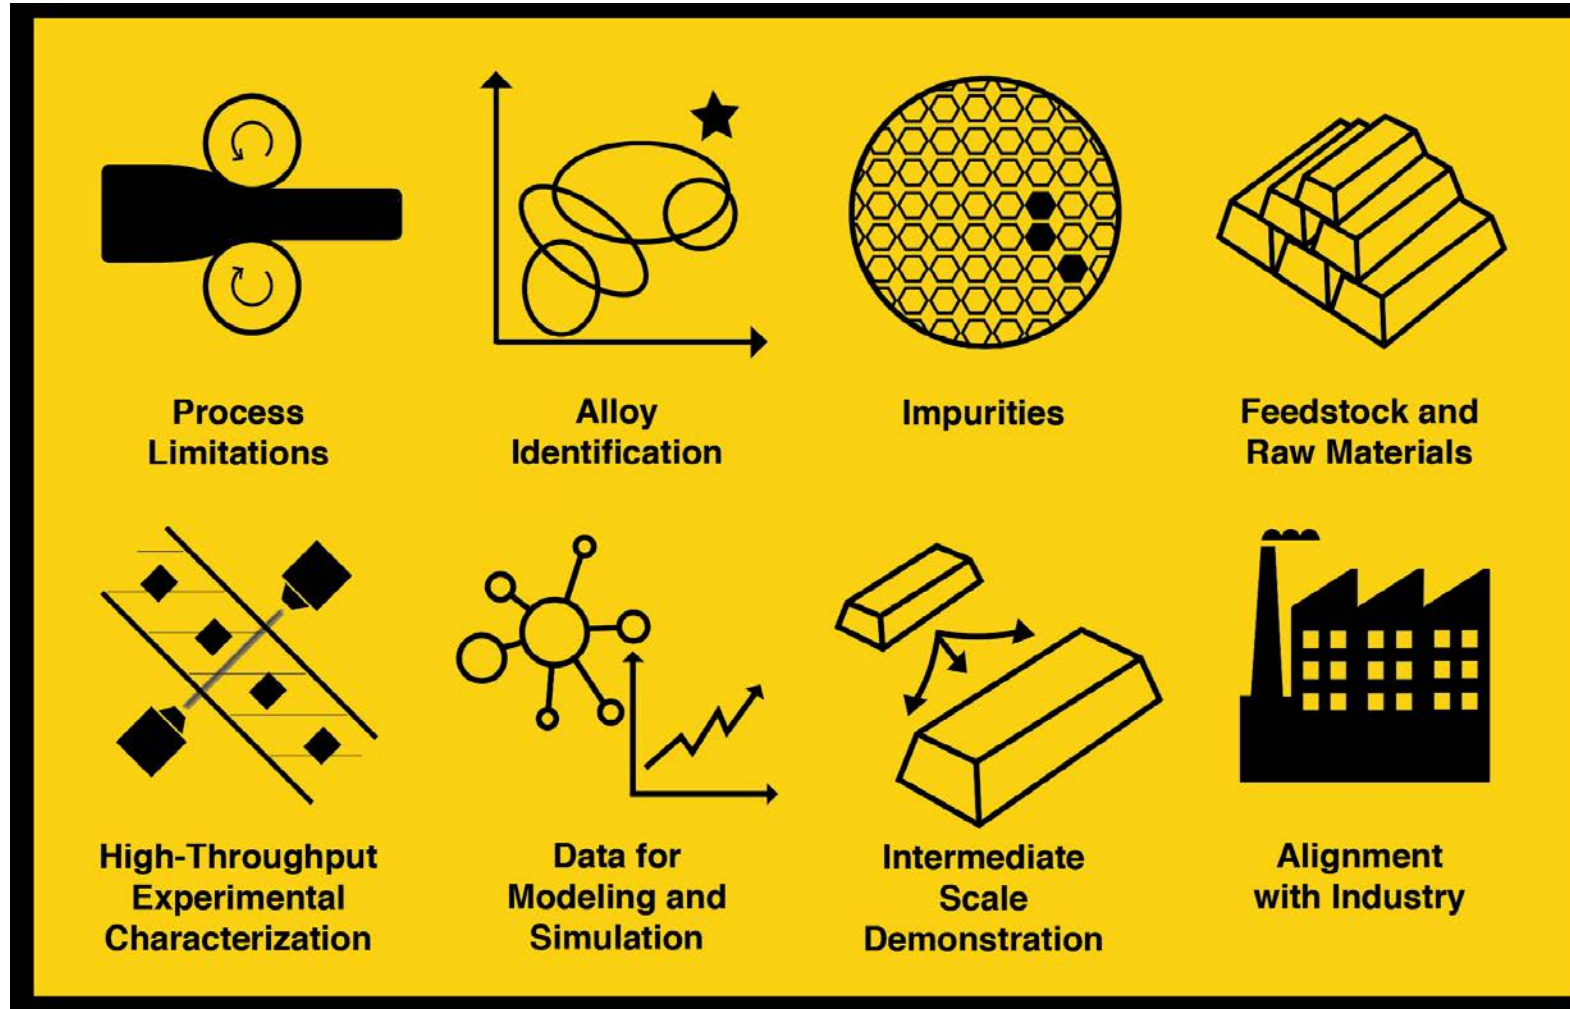 Process
Limitations
Alloy
Identification
Impurities
Feedstock and
Raw Materials
High-Throughput
Experimental
Characterization
Data for
Modeling and
Simulation
Intermediate
Scale
Demonstration
Alignment
with Industry